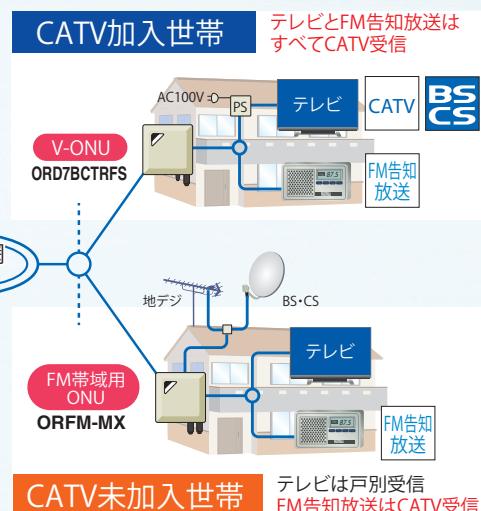 CATV加入世帯
テレビとFM告知放送は
すべてCATV受信
AC100V
PS
テレビ
CATV
BS
CS
V-ONU
ORD7BCTRFS
87.5
FM告知
放送
地デジ
BS・CS
テレビ
FM帯域用
ONU
ORFM-MX
87.5
FM告知
放送
CATV未加入世帯
テレビは戸別受信
FM告知放送はCATV受信